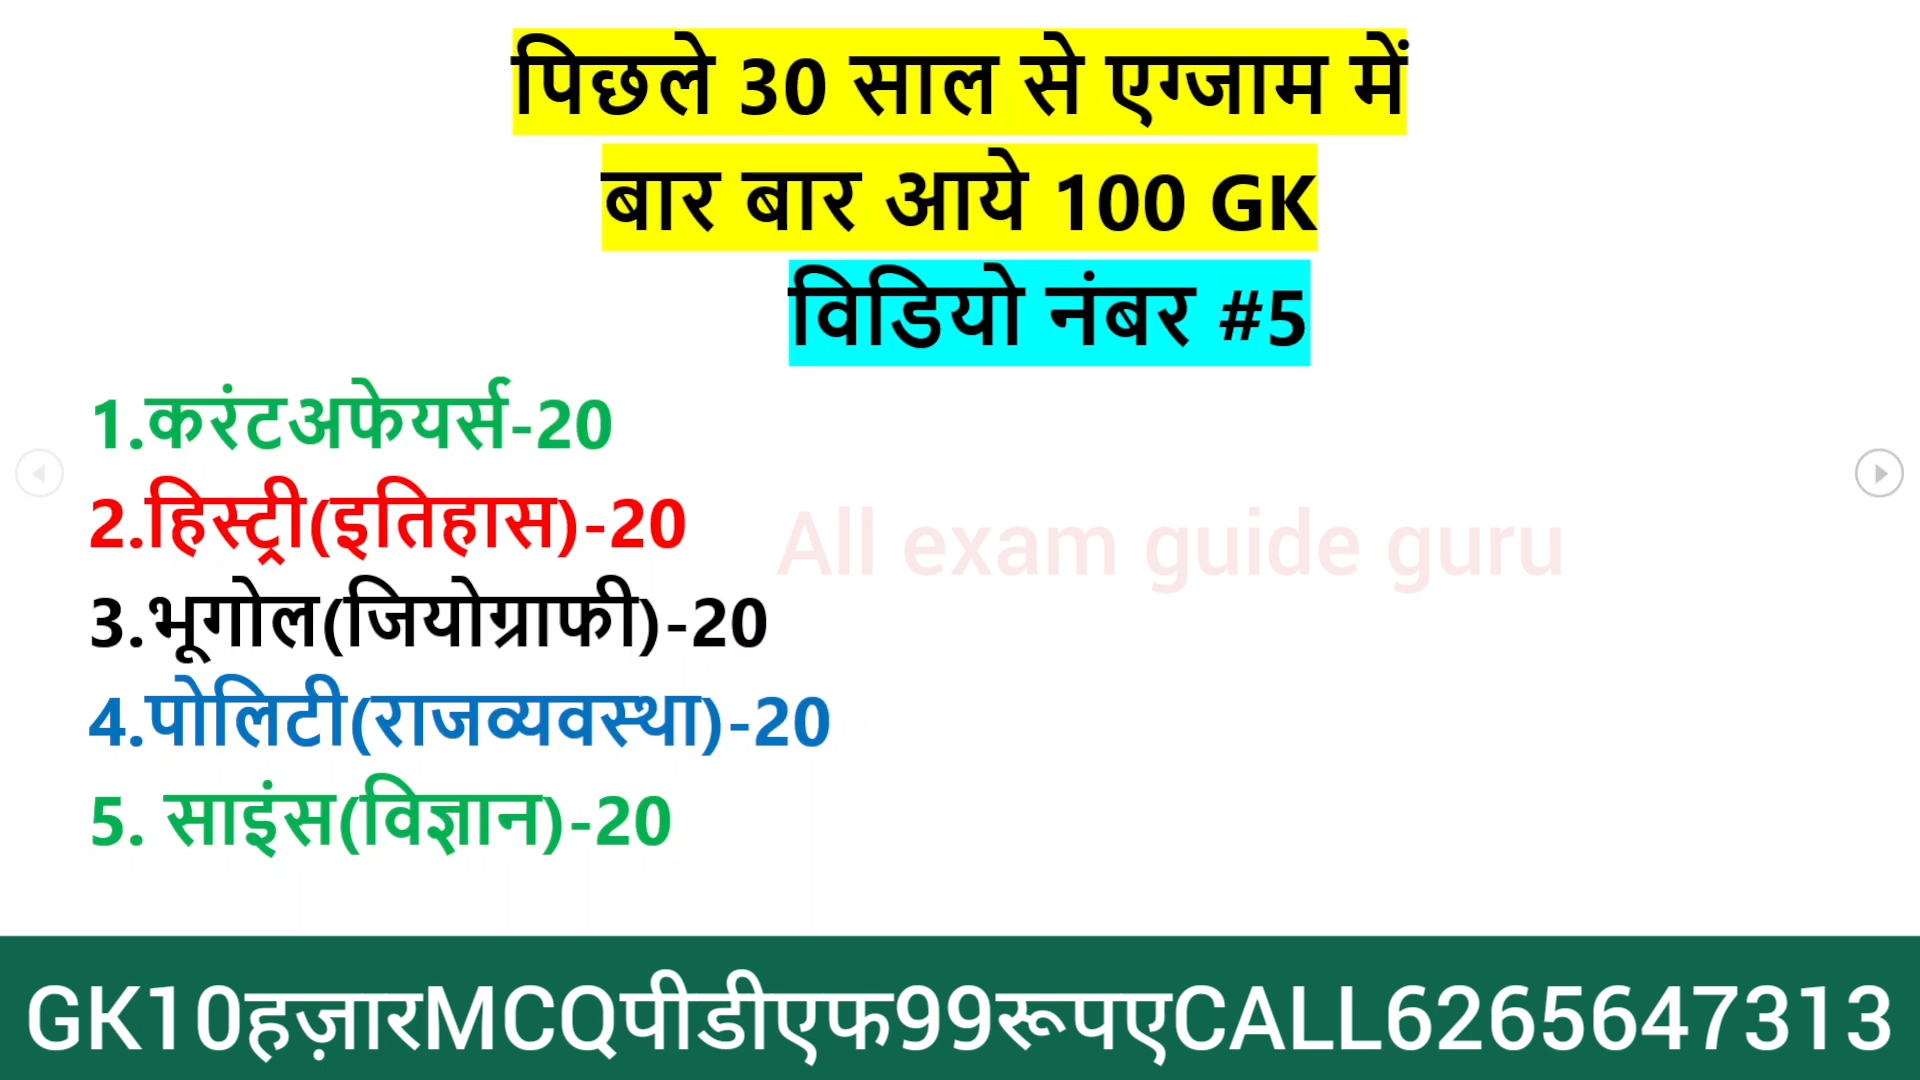 पिछले 30 साल से एग्जाम में
बार बार आये 100 GK
विडियो नंबर #5
1.करंटअफेयर्स-20
2.हिस्ट्री(इतिहास)-20
All exam guide guru
3.भूगोल(जियोग्राफी)-20
4.पोलिटी(राजव्यवस्था)-20
5. साइंस(विज्ञान)-20
GK10हज़ारMCQपीडीएफ99रूपएCALL6265647313